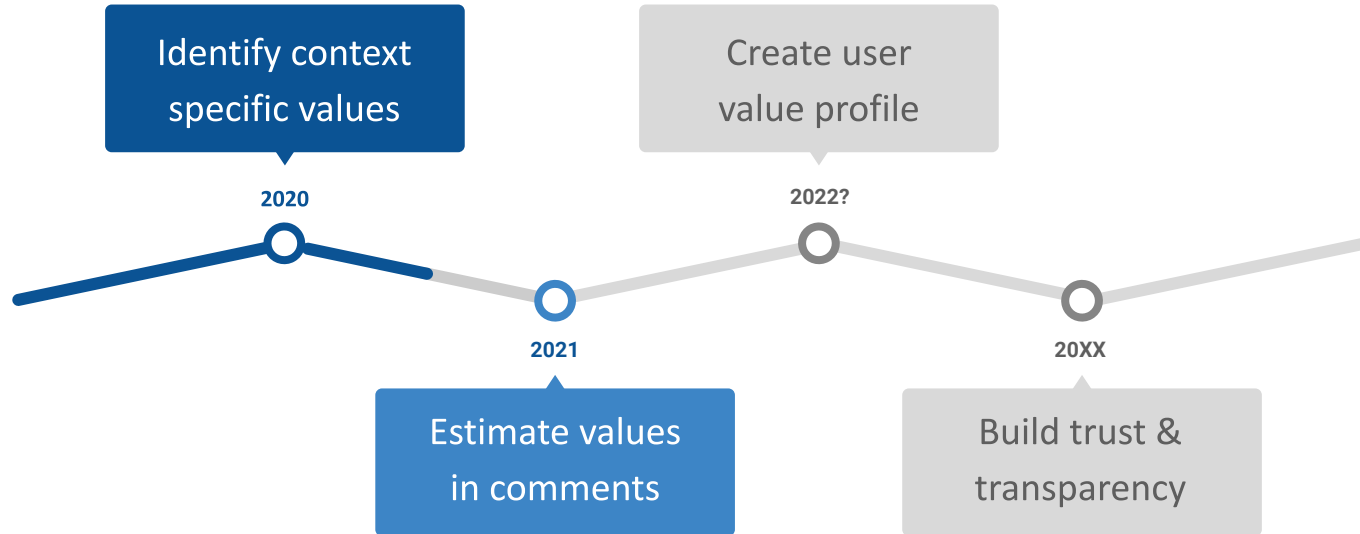 Identify context
specific values
2020
Create user
value profile
2022?
2021
Estimate values
in comments
20XX
Build trust &
transparency